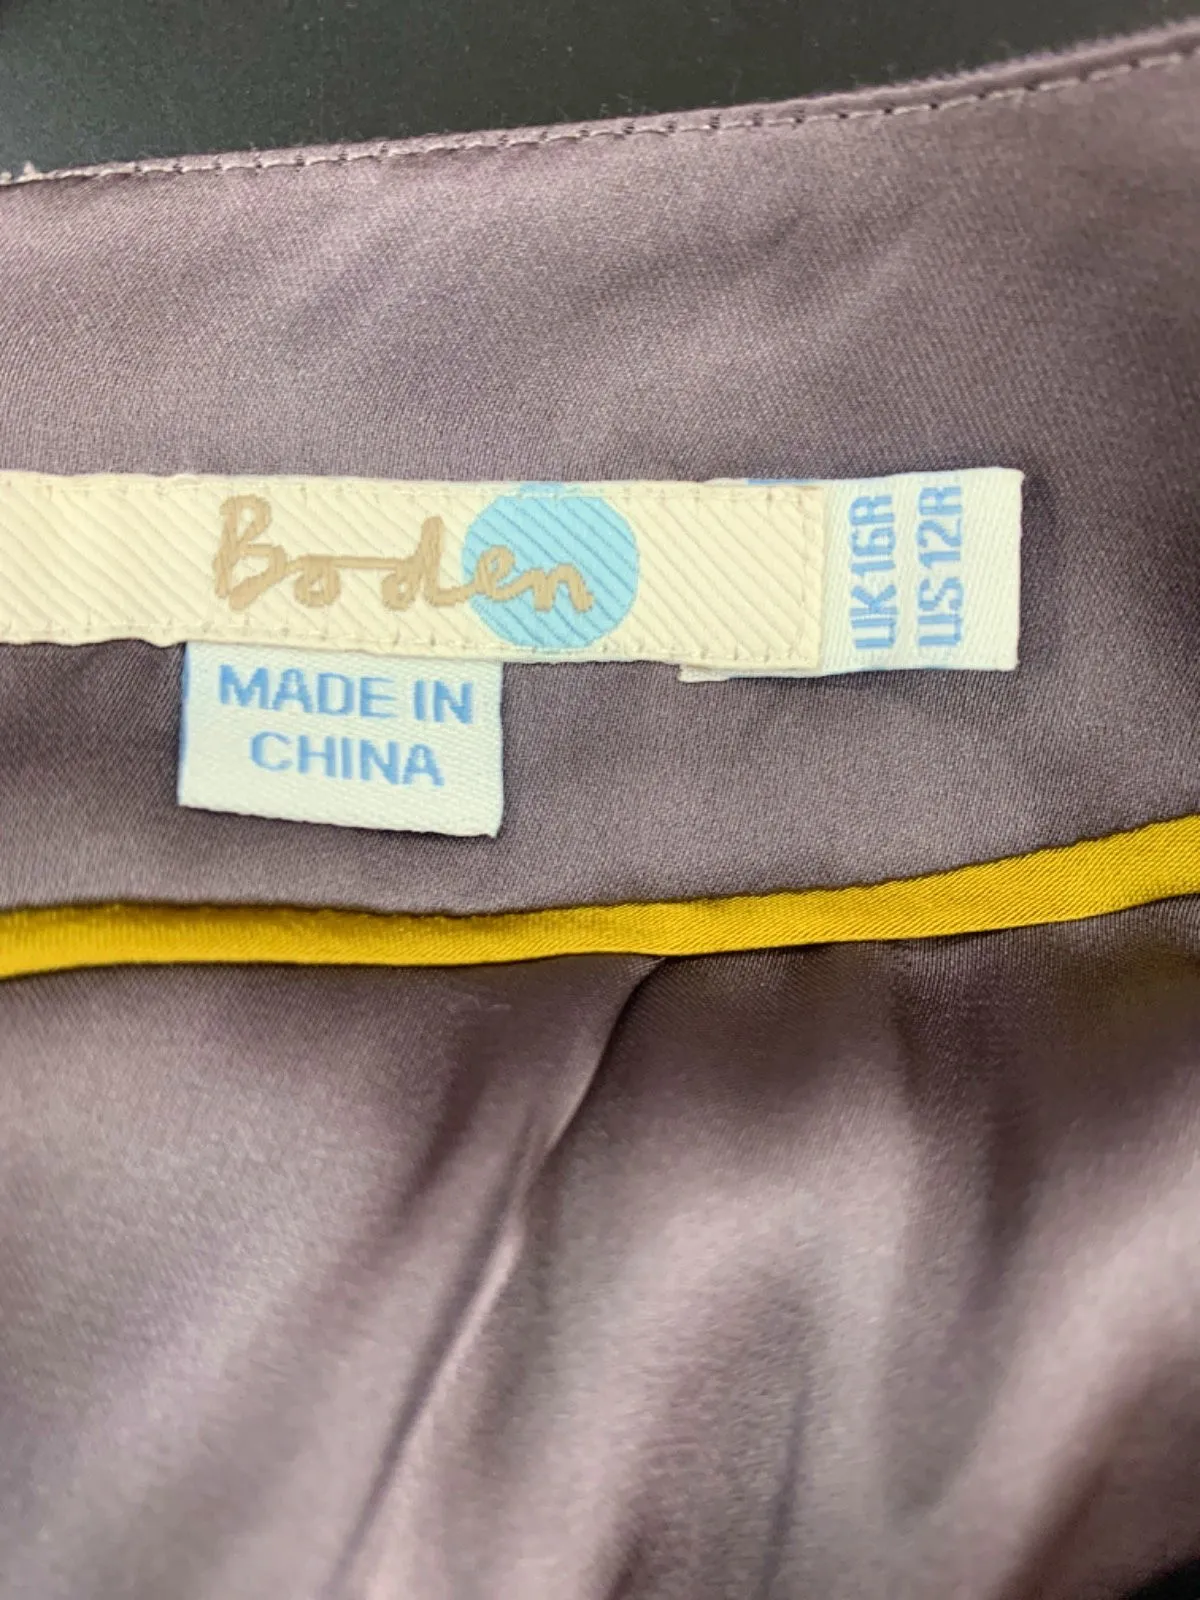 Boden
UK16R
US12R
MADE IN
CHINA